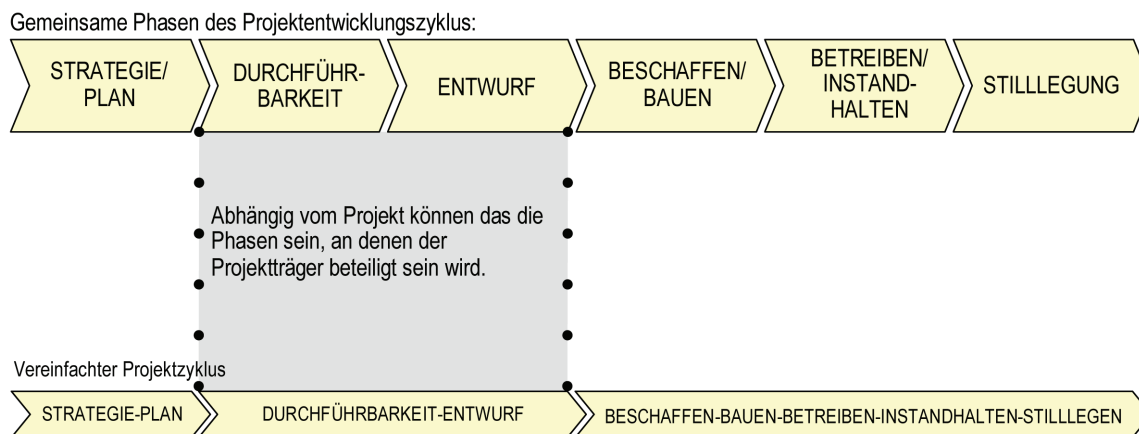 Gemeinsame Phasen des Projektentwicklungszyklus:
STRATEGIE/
PLAN
DURCHFÜHR-
BARKEIT
ENTWURF
BESCHAFFEN/
BAUEN
BETREIBEN/
INSTAND-
HALTEN
STILLLEGUNG
Abhängig vom Projekt können das die
Phasen sein, an denen der
Projektträger beteiligt sein wird.
Vereinfachter Projektzyklus
STRATEGIE-PLAN
DURCHFÜHRBARKEIT-ENTWURF
BESCHAFFEN-BAUEN-BETREIBEN-INSTANDHALTEN-STILLLEGEN